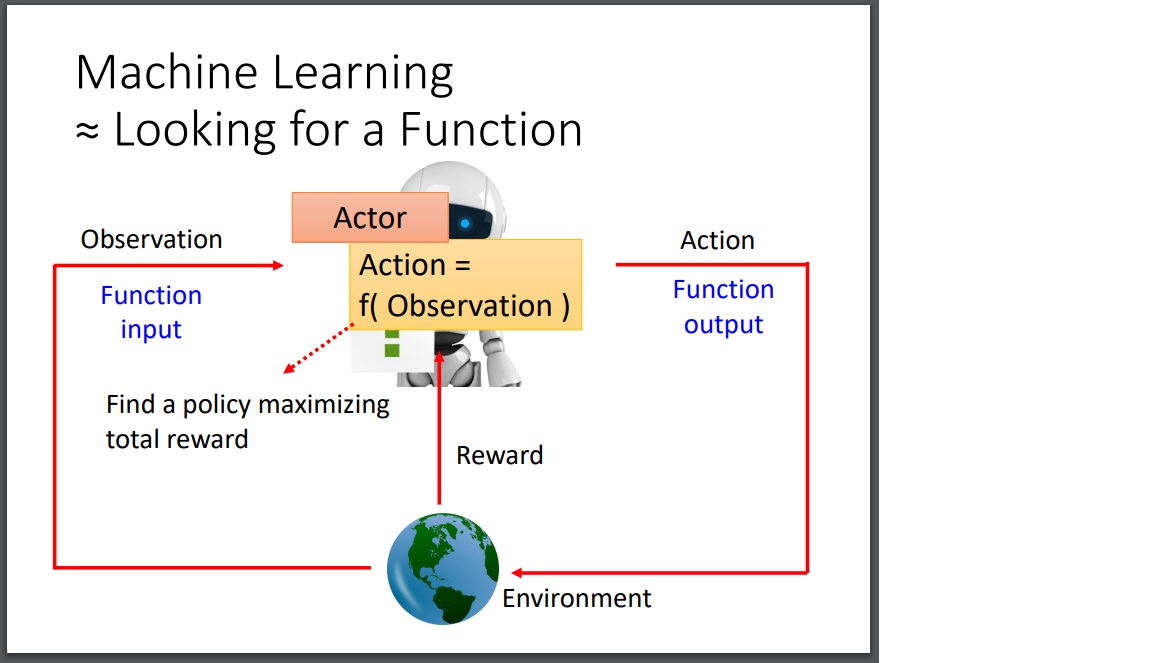 Machine Learning
≈ Looking for a Function
Actor
Observation
Action
Action =
f( Observation )
Function
input
Function
output
Find a policy maximizing
total reward
Reward
Environment